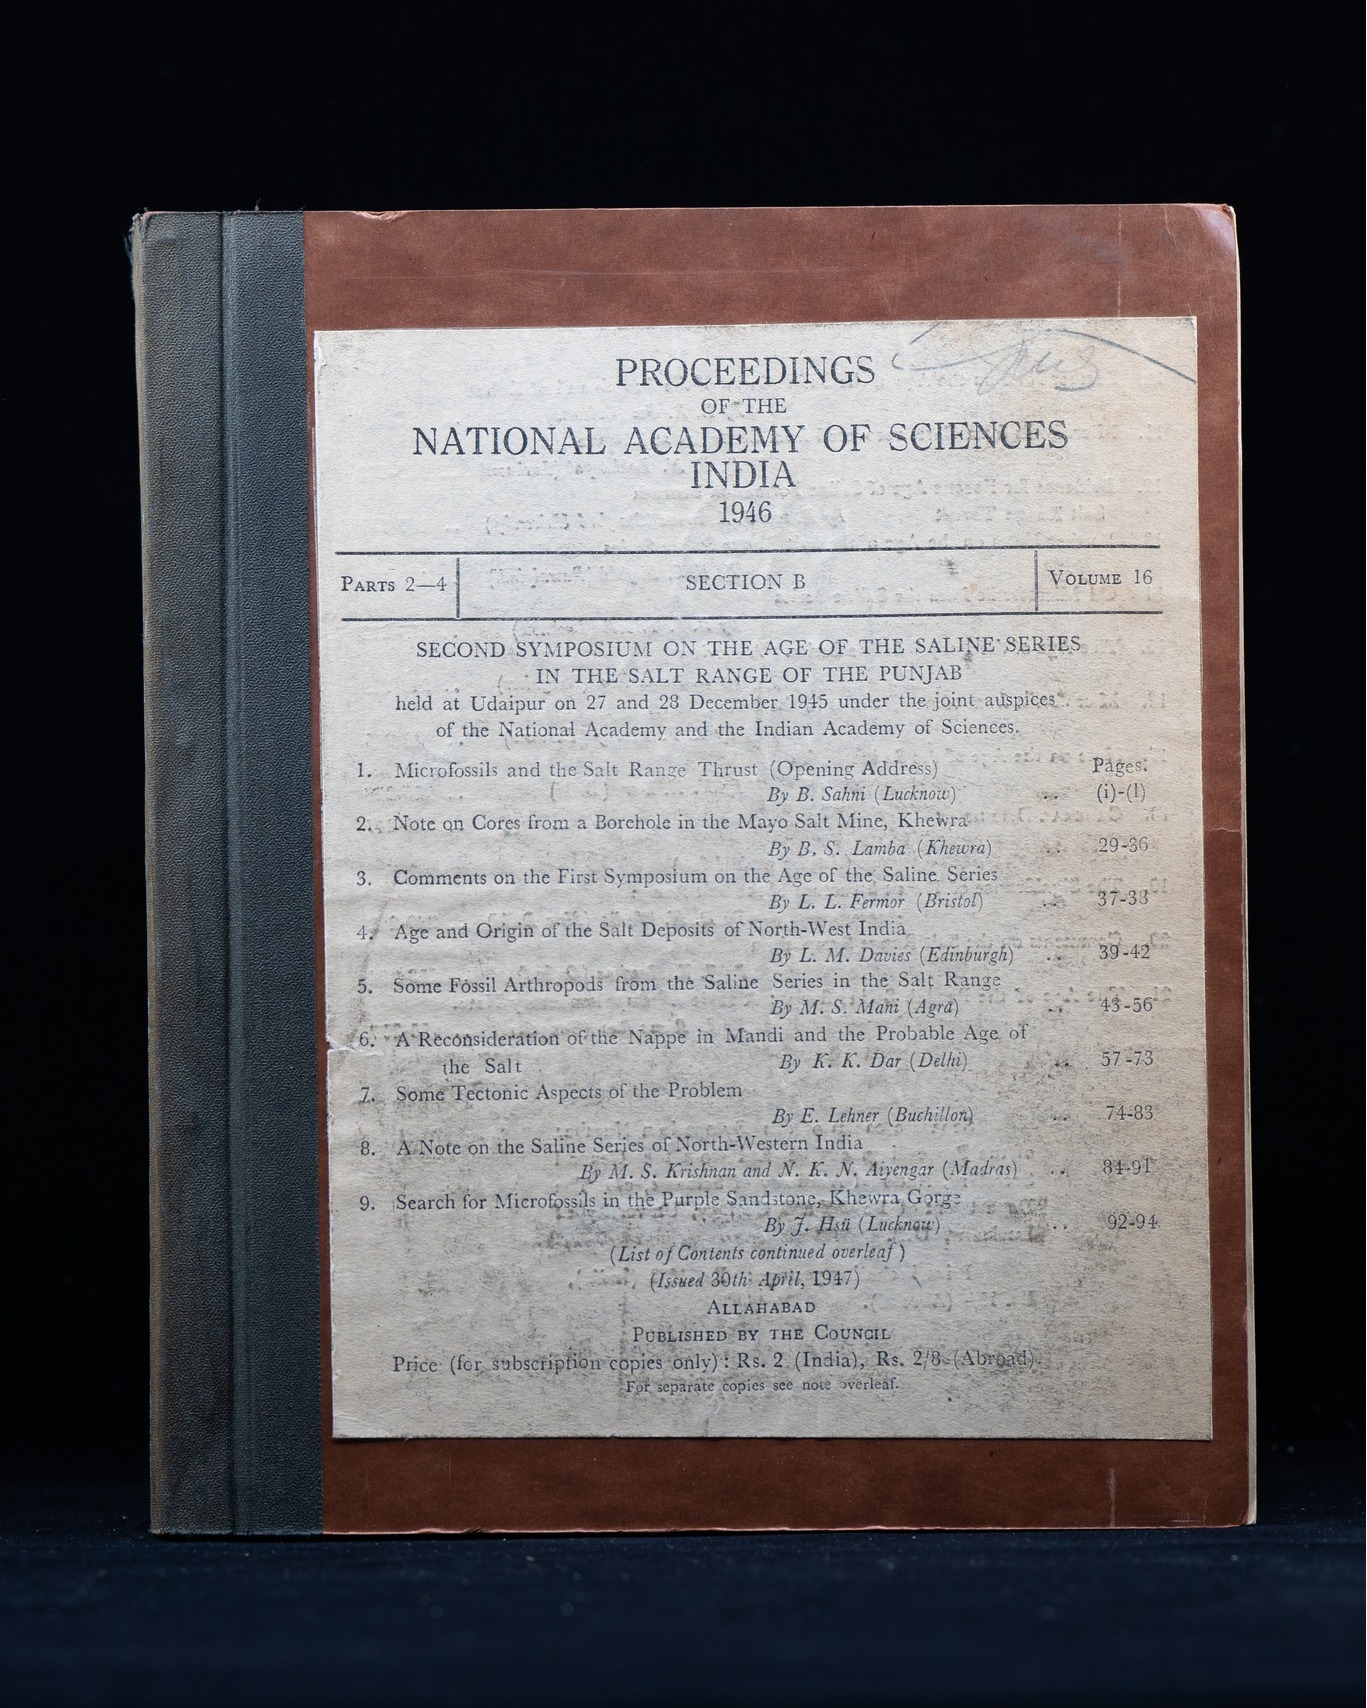 PROCEEDINGS
OF THE
NATIONAL ACADEMY OF SCIENCES
INDIA
1946
PARTS 2—4 SECTION B VOLUME 16
SECOND SYMPOSIUM ON THE AGE OF THE SALINE SERIES
IN THE SALT RANGE OF THE PUNJAB
held at Udaipur on 27 and 28 December 1945 under the joint auspices
of the National Academy and the Indian Academy of Sciences.
1. Microfossils and the Salt Range Thrust (Opening Address) Pages.
By B. Sahni (Lucknow) ... (i)-(l)
2. Note on Cores from a Borehole in the Mayo Salt Mine, Khewra
By B. S. Lamba (Khewra) .. 29-36
3. Comments on the First Symposium on the Age of the Saline Series
By L. L. Fermor (Bristol) .. 37-38
4. Age and Origin of the Salt Deposits of North-West India
By L. M. Davies (Edinburgh) .. 39-42
5. Some Fossil Arthropods from the Saline Series in the Salt Range
By M. S. Mani (Agra) .. 43-56
6. A Reconsideration of the Nappe in Mandi and the Probable Age of
the Salt By K. K. Dar (Delhi) .. 57-73
7. Some Tectonic Aspects of the Problem
By E. Lehner (Buchillon) .. 74-83
8. A Note on the Saline Series of North-Western India
By M. S. Krishnan and N. K. N. Aiyengar (Madras) .. 84-91
9. Search for Microfossils in the Purple Sandstone, Khewra Gorge
By J. Hsü (Lucknow) .. 92-94
(List of Contents continued overleaf)
(Issued 30th April, 1947)
ALLAHABAD
PUBLISHED BY THE COUNCIL
Price (for subscription copies only): Rs. 2 (India), Rs. 2/8 (Abroad).
For separate copies see note overleaf.